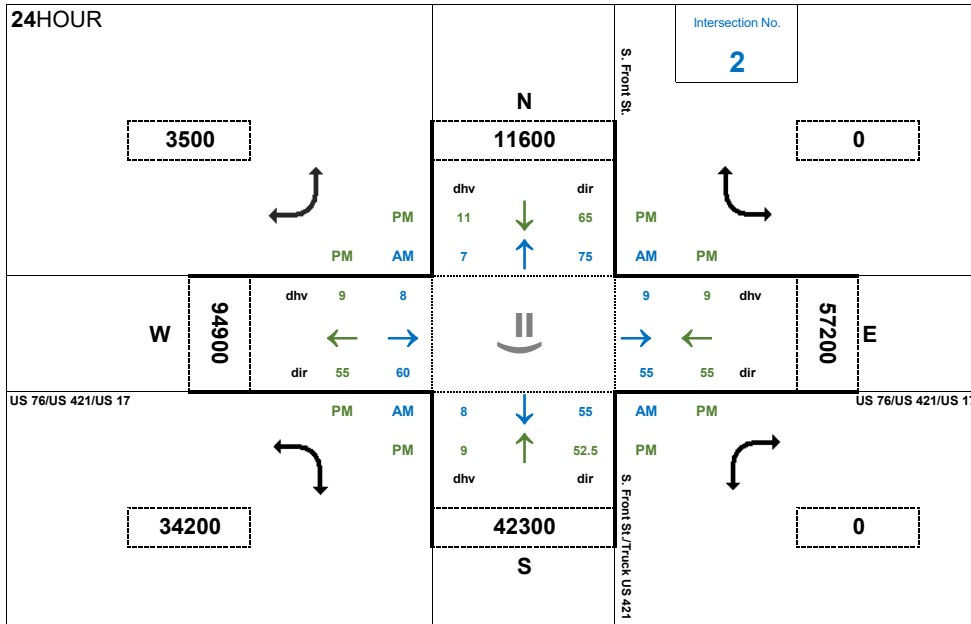 24HOUR
Intersection No.
2
S. Front St.
N
3500
11600
0
dhv dir
PM 11 65 PM
PM AM 7 75 AM PM
dhv 9 8 9 9 dhv
W 94900 57200 E
dir 55 60 55 55 dir
US 76/US 421/US 17 US 76/US 421/US 17
PM AM 8 55 AM PM
PM 9 52.5 PM
dhv dir
S. Front St./Truck US 421
34200
42300
0
S